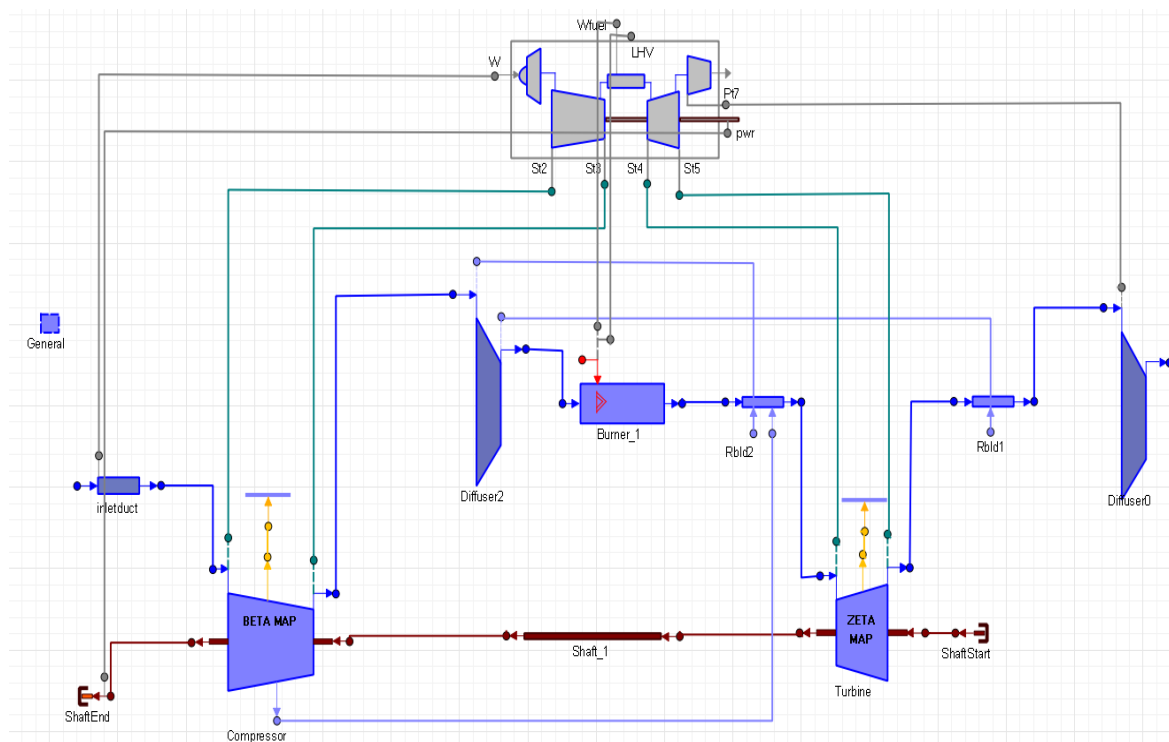 Wfuel
LHV
W
Pt7
pwr
St2
St3
St4
St5
General
Burner_1
Rbld2
Rbld1
Diffuser2
Diffuser0
inletduct
BETA MAP
ZETA
MAP
Shaft_1
ShaftStart
Turbine
ShaftEnd
Compressor